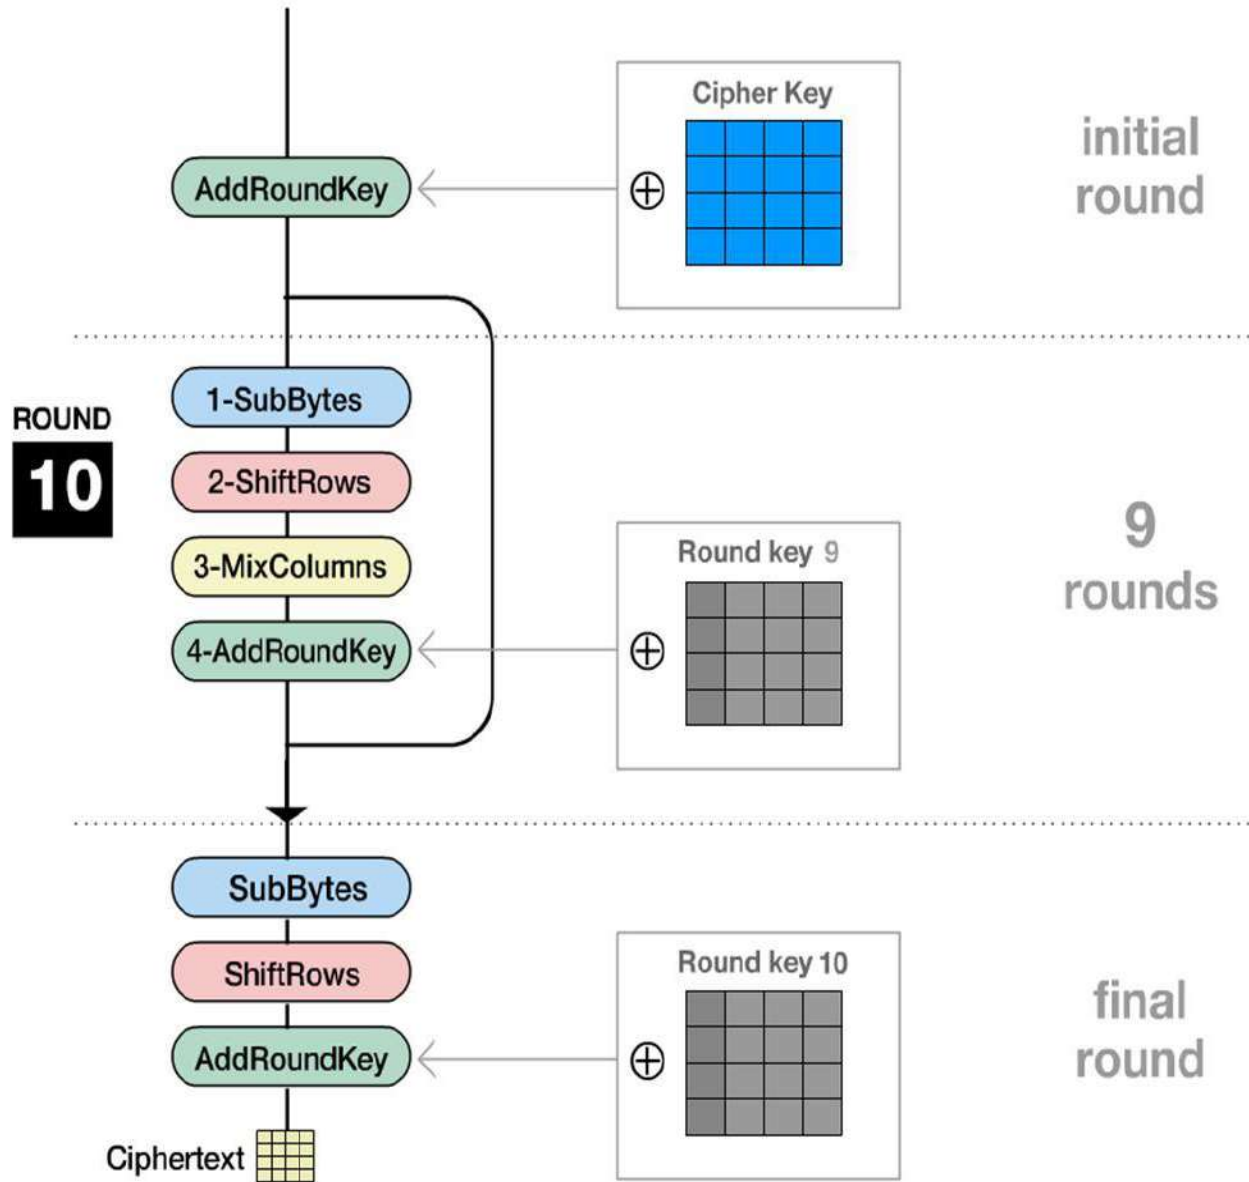 Cipher Key
initial
round
AddRoundKey
ROUND
10
1-SubBytes
2-ShiftRows
3-MixColumns
4-AddRoundKey
Round key 9
9
rounds
SubBytes
ShiftRows
AddRoundKey
Round key 10
final
round
Ciphertext